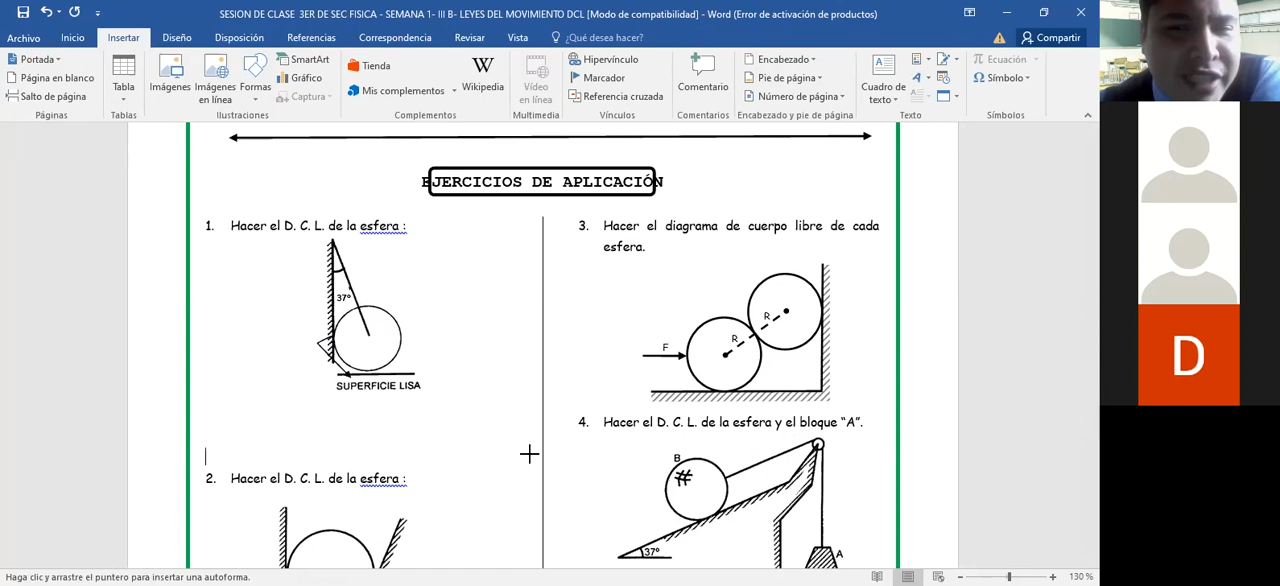 SESION DE CLASE 3ER DE SEC FISICA - SEMANA 1- III B- LEYES DEL MOVIMIENTO DCL [Modo de compatibilidad] - Word (Error de activación de productos)
Archivo Inicio Insertar Diseño Disposición Referencias Correspondencia Revisar Vista ¿Qué desea hacer? Compartir
Portada
Página en blanco
Salto de página
Páginas
Tabla
Tablas
Imágenes
Imágenes en línea
Formas
SmartArt
Gráfico
Captura
Ilustraciones
Tienda
Mis complementos
Wikipedia
Complementos
Vídeo en línea
Multimedia
Hipervínculo
Marcador
Referencia cruzada
Vínculos
Comentario
Comentarios
Encabezado
Pie de página
Número de página
Encabezado y pie de página
Cuadro de texto
Texto
Ecuación
Símbolo
Símbolos
EJERCICIOS DE APLICACIÓN
1. Hacer el D. C. L. de la esfera :
37º
SUPERFICIE LISA
2. Hacer el D. C. L. de la esfera :
3. Hacer el diagrama de cuerpo libre de cada
esfera.
R
R
F
4. Hacer el D. C. L. de la esfera y el bloque “A”.
B
#
37º
A
D
Haga clic y arrastre el puntero para insertar una autoforma.
130 %